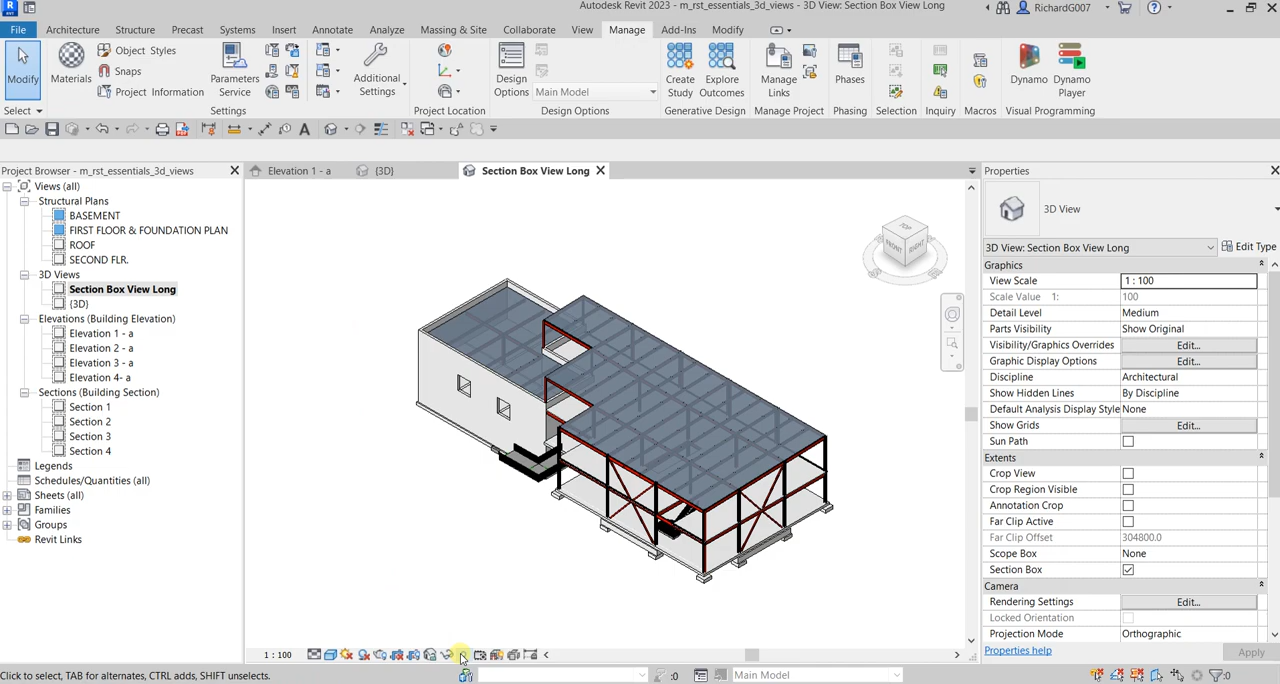 Autodesk Revit 2023 - m_rst_essentials_3d_views - 3D View: Section Box View Long
RichardG007
File
Architecture
Structure
Precast
Systems
Insert
Annotate
Analyze
Massing & Site
Collaborate
View
Manage
Add-Ins
Modify
Modify
Materials
Object Styles
Snaps
Project Information
Parameters
Service
Additional
Settings
Design
Options
Main Model
Create
Study
Explore
Outcomes
Manage
Links
Phases
Dynamo
Dynamo
Player
Select
Settings
Project Location
Design Options
Generative Design
Manage Project
Phasing
Selection
Inquiry
Macros
Visual Programming
Project Browser - m_rst_essentials_3d_views
Elevation 1 - a
{3D}
Section Box View Long
Properties
Views (all)
Structural Plans
BASEMENT
FIRST FLOOR & FOUNDATION PLAN
ROOF
SECOND FLR.
3D Views
Section Box View Long
{3D}
Elevations (Building Elevation)
Elevation 1 - a
Elevation 2 - a
Elevation 3 - a
Elevation 4- a
Sections (Building Section)
Section 1
Section 2
Section 3
Section 4
Legends
Schedules/Quantities (all)
Sheets (all)
Families
Groups
Revit Links
TOP
FRONT
RIGHT
3D View
3D View: Section Box View Long
Edit Type
Graphics
View Scale 1 : 100
Scale Value 1: 100
Detail Level Medium
Parts Visibility Show Original
Visibility/Graphics Overrides Edit...
Graphic Display Options Edit...
Discipline Architectural
Show Hidden Lines By Discipline
Default Analysis Display Style None
Show Grids Edit...
Sun Path
Extents
Crop View
Crop Region Visible
Annotation Crop
Far Clip Active
Far Clip Offset 304800.0
Scope Box None
Section Box
Camera
Rendering Settings Edit...
Locked Orientation
Projection Mode Orthographic
Properties help
Apply
1 : 100
Click to select, TAB for alternates, CTRL adds, SHIFT unselects.
:0
Main Model
:0